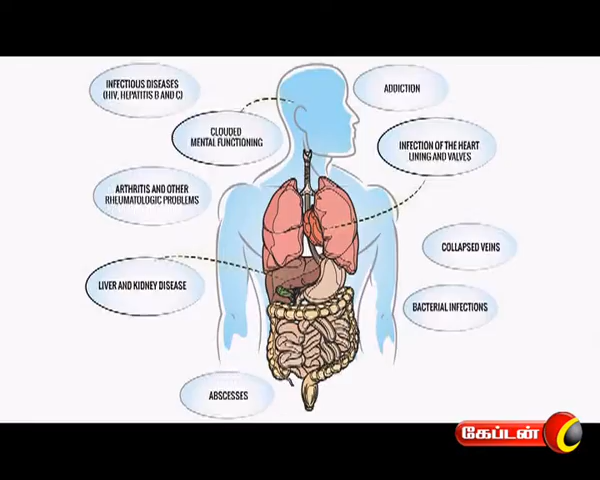 INFECTIOUS DISEASES
(HIV, HEPATITIS B AND C)
ADDICTION
CLOUDED
MENTAL FUNCTIONING
INFECTION OF THE HEART
LINING AND VALVES
ARTHRITIS AND OTHER
RHEUMATOLOGIC PROBLEMS
COLLAPSED VEINS
LIVER AND KIDNEY DISEASE
BACTERIAL INFECTIONS
ABSCESSES
கேப்டன்